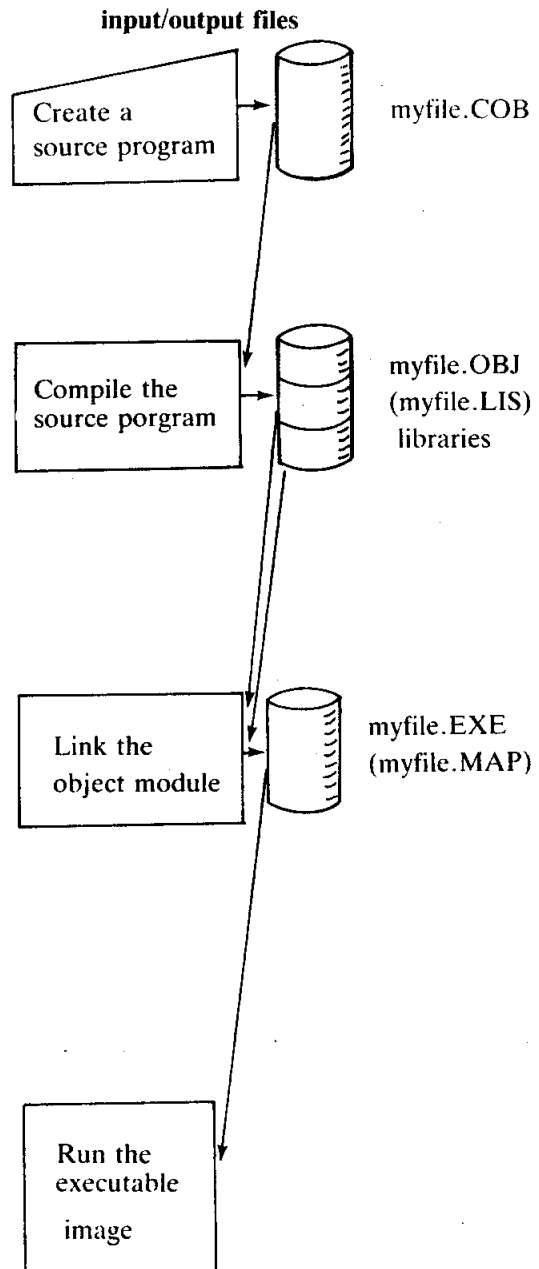 input/output files
Create a
source program
myfile.COB
Compile the
source porgram
myfile.OBJ
(myfile.LIS)
libraries
Link the
object module
myfile.EXE
(myfile.MAP)
Run the
executable
image